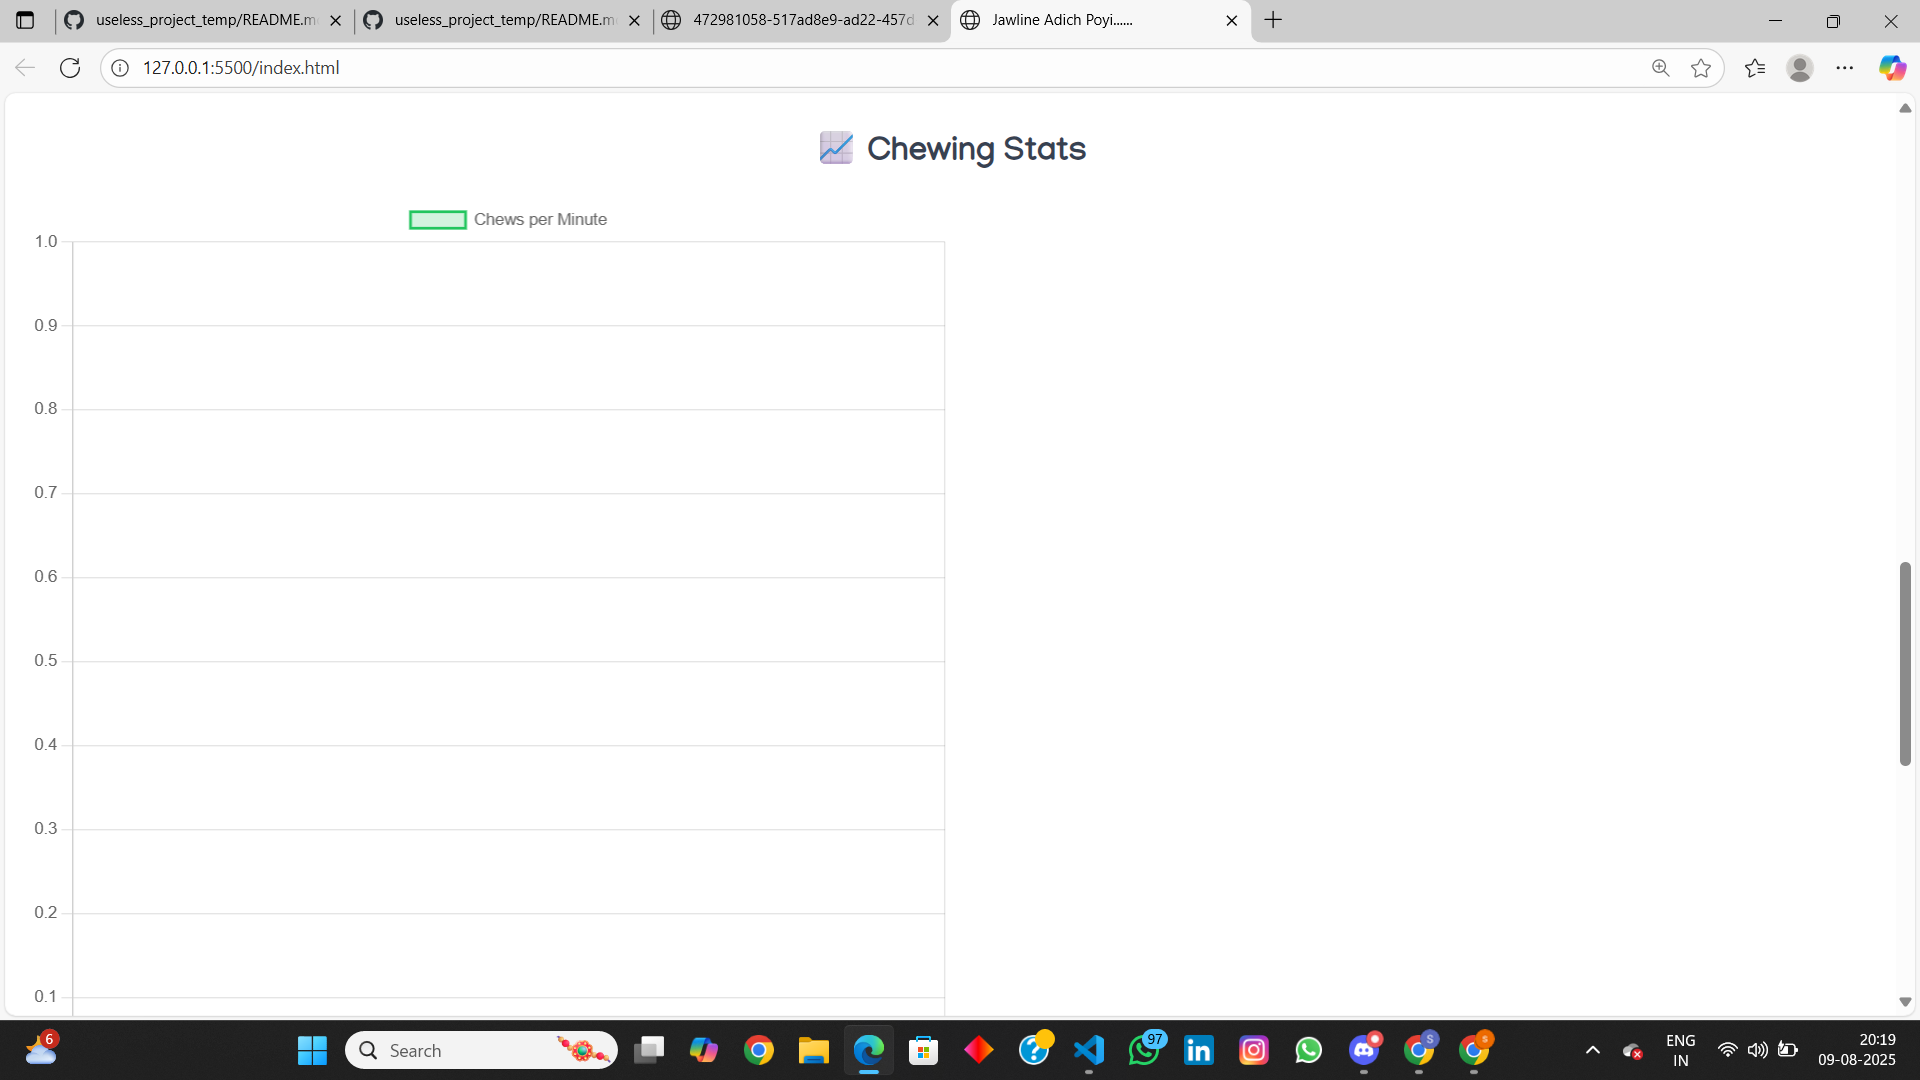 useless_project_temp/README.m
useless_project_temp/README.m
472981058-517ad8e9-ad22-457d
Jawline Adich Poyi......
127.0.0.1:5500/index.html
Chewing Stats
Chews per Minute
1.0
0.9
0.8
0.7
0.6
0.5
0.4
0.3
0.2
0.1
6
Search
97
S
s
ENG
IN
20:19
09-08-2025